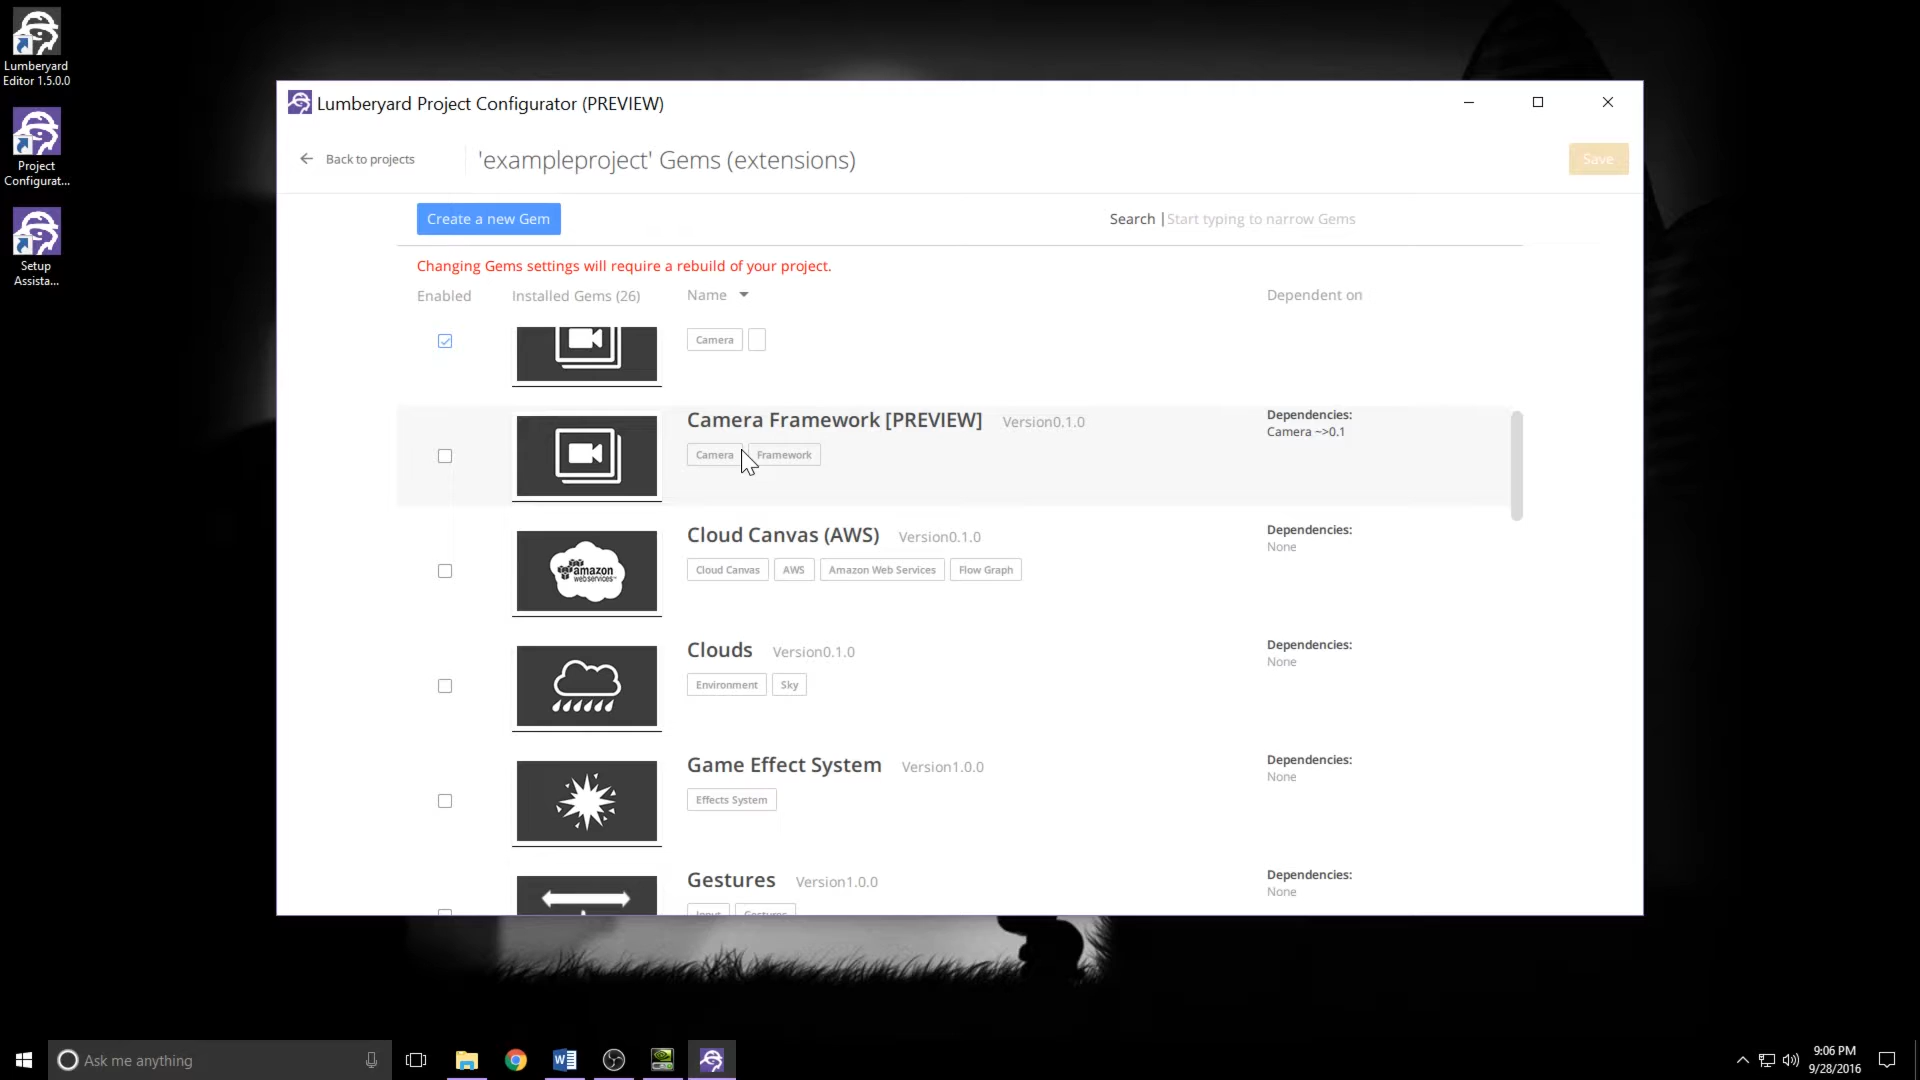 Lumberyard
Editor 1.5.0.0
Project
Configurat...
Setup
Assista...
Lumberyard Project Configurator (PREVIEW)
Back to projects
'exampleproject' Gems (extensions)
Save
Create a new Gem
Search |Start typing to narrow Gems
Changing Gems settings will require a rebuild of your project.
Enabled
Installed Gems (26)
Name
Dependent on
Camera
Camera Framework [PREVIEW] Version0.1.0
Camera Framework
Dependencies:
Camera ~>0.1
amazon
webservices™
Cloud Canvas (AWS) Version0.1.0
Cloud Canvas AWS Amazon Web Services Flow Graph
Dependencies:
None
Clouds Version0.1.0
Environment Sky
Dependencies:
None
Game Effect System Version1.0.0
Effects System
Dependencies:
None
Gestures Version1.0.0
Input Gestures
Dependencies:
None
Ask me anything
9:06 PM
9/28/2016